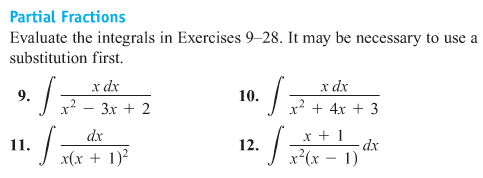 Partial Fractions
Evaluate the integrals in Exercises 9–28. It may be necessary to use a
substitution first.
9. ∫ x dx / (x² − 3x + 2)
10. ∫ x dx / (x² + 4x + 3)
11. ∫ dx / (x(x + 1)²)
12. ∫ (x + 1) / (x²(x − 1)) dx